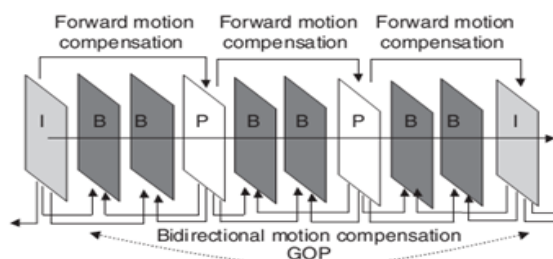 Forward motion compensation
Forward motion compensation
Forward motion compensation
I B B P B B P B B I
Bidirectional motion compensation
GOP